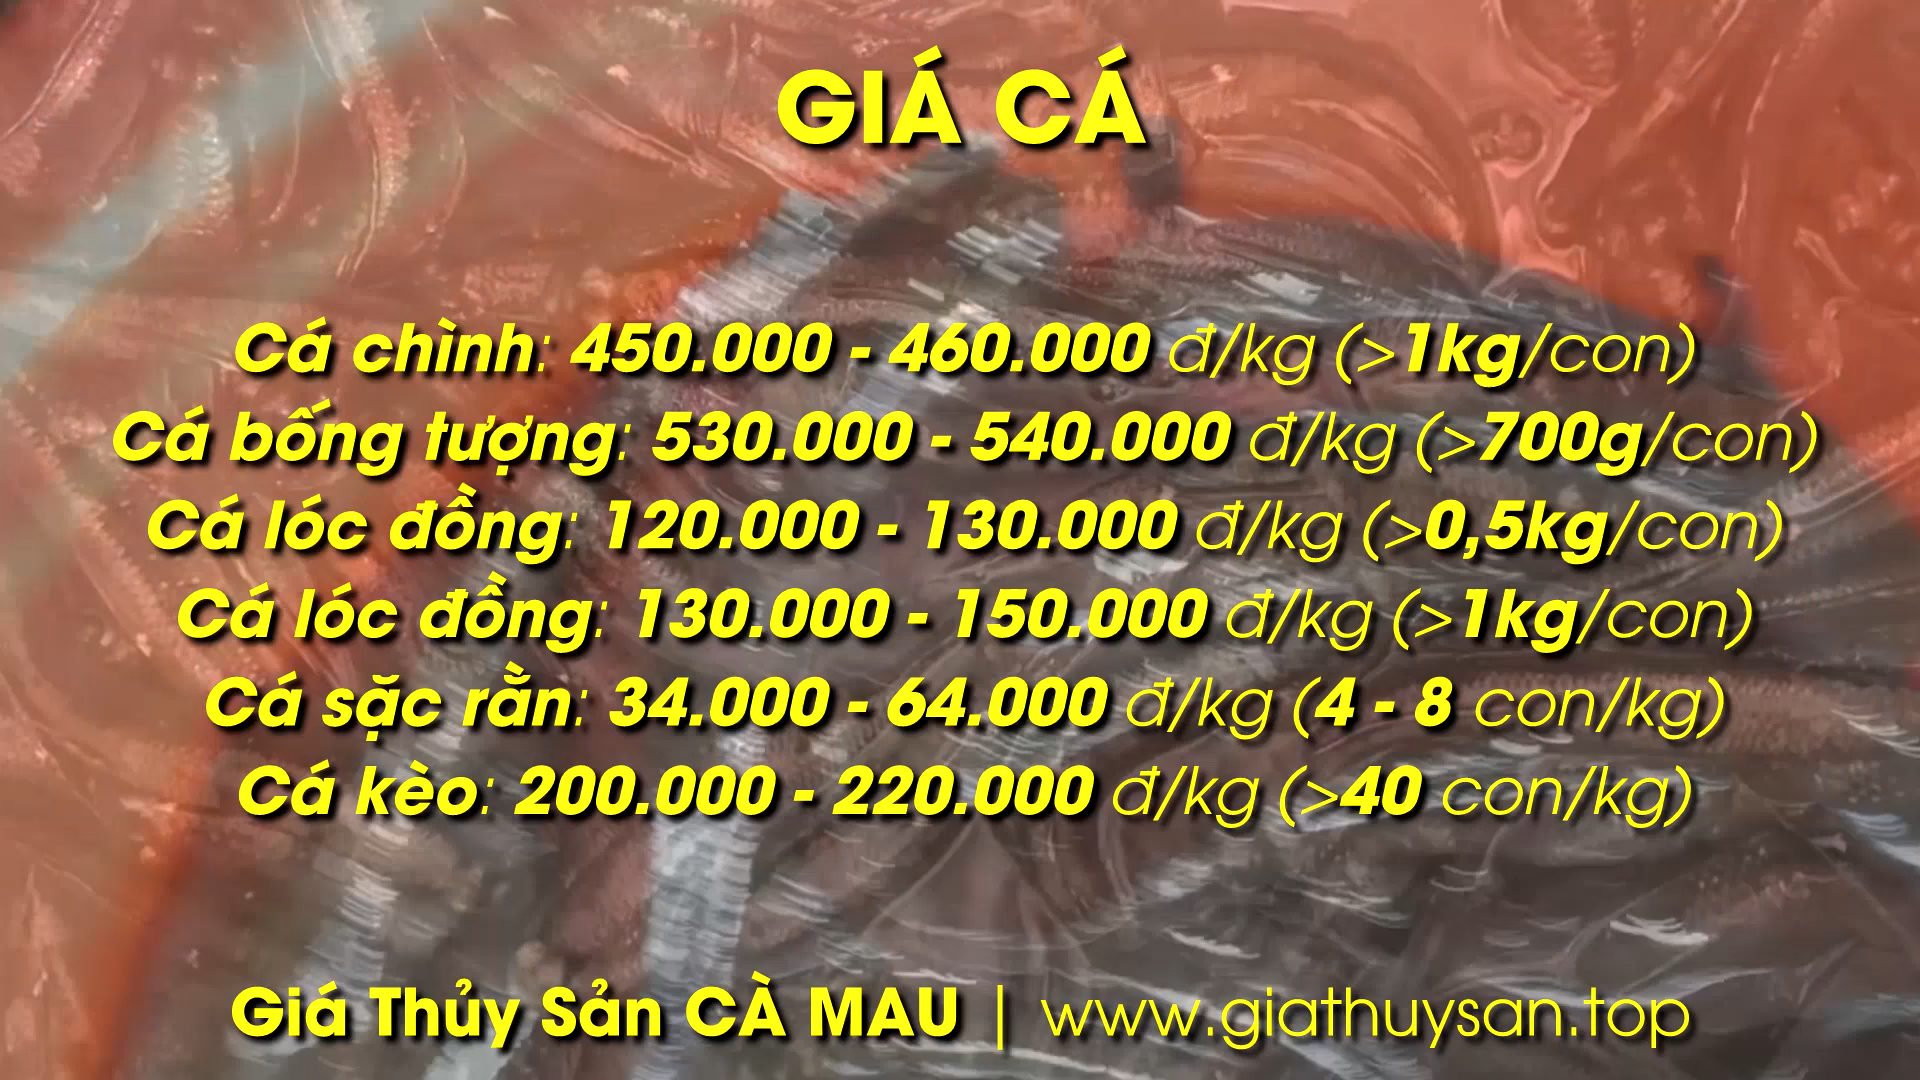 GIÁ CÁ
Cá chình: 450.000 - 460.000 đ/kg (>1kg/con)
Cá bống tượng: 530.000 - 540.000 đ/kg (>700g/con)
Cá lóc đồng: 120.000 - 130.000 đ/kg (>0,5kg/con)
Cá lóc đồng: 130.000 - 150.000 đ/kg (>1kg/con)
Cá sặc rằn: 34.000 - 64.000 đ/kg (4 - 8 con/kg)
Cá kèo: 200.000 - 220.000 đ/kg (>40 con/kg)
Giá Thủy Sản CÀ MAU | www.giathuysan.top